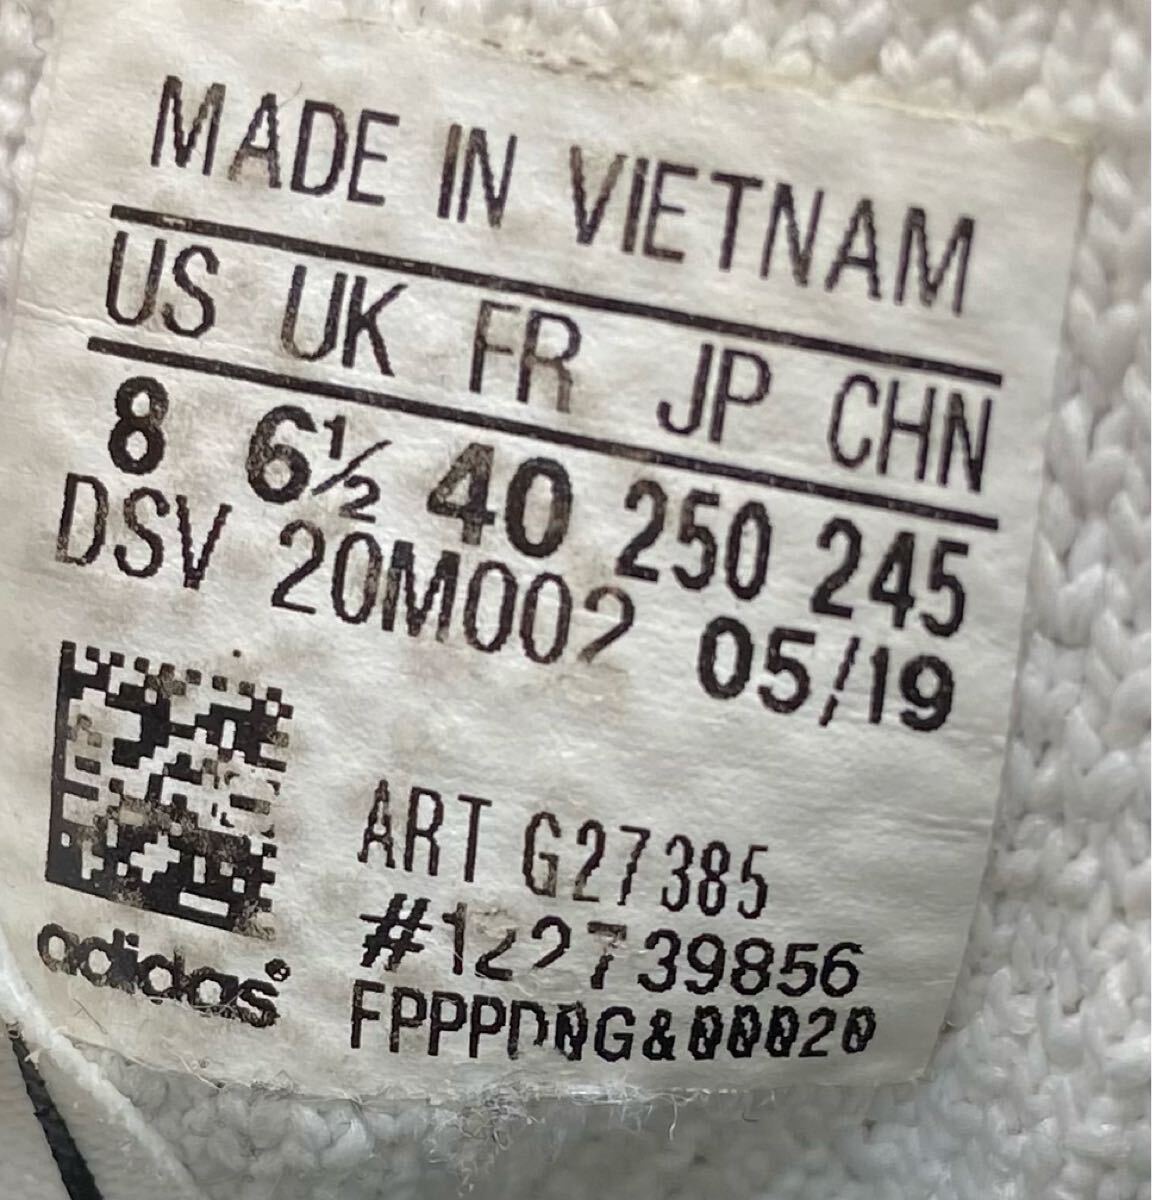 MADE IN VIETNAM
US UK FR JP CHN
8 6½ 40 250 245
DSV 20M002 05/19
ART G27385
#122739856
FPPPD0G&00020
adidas®